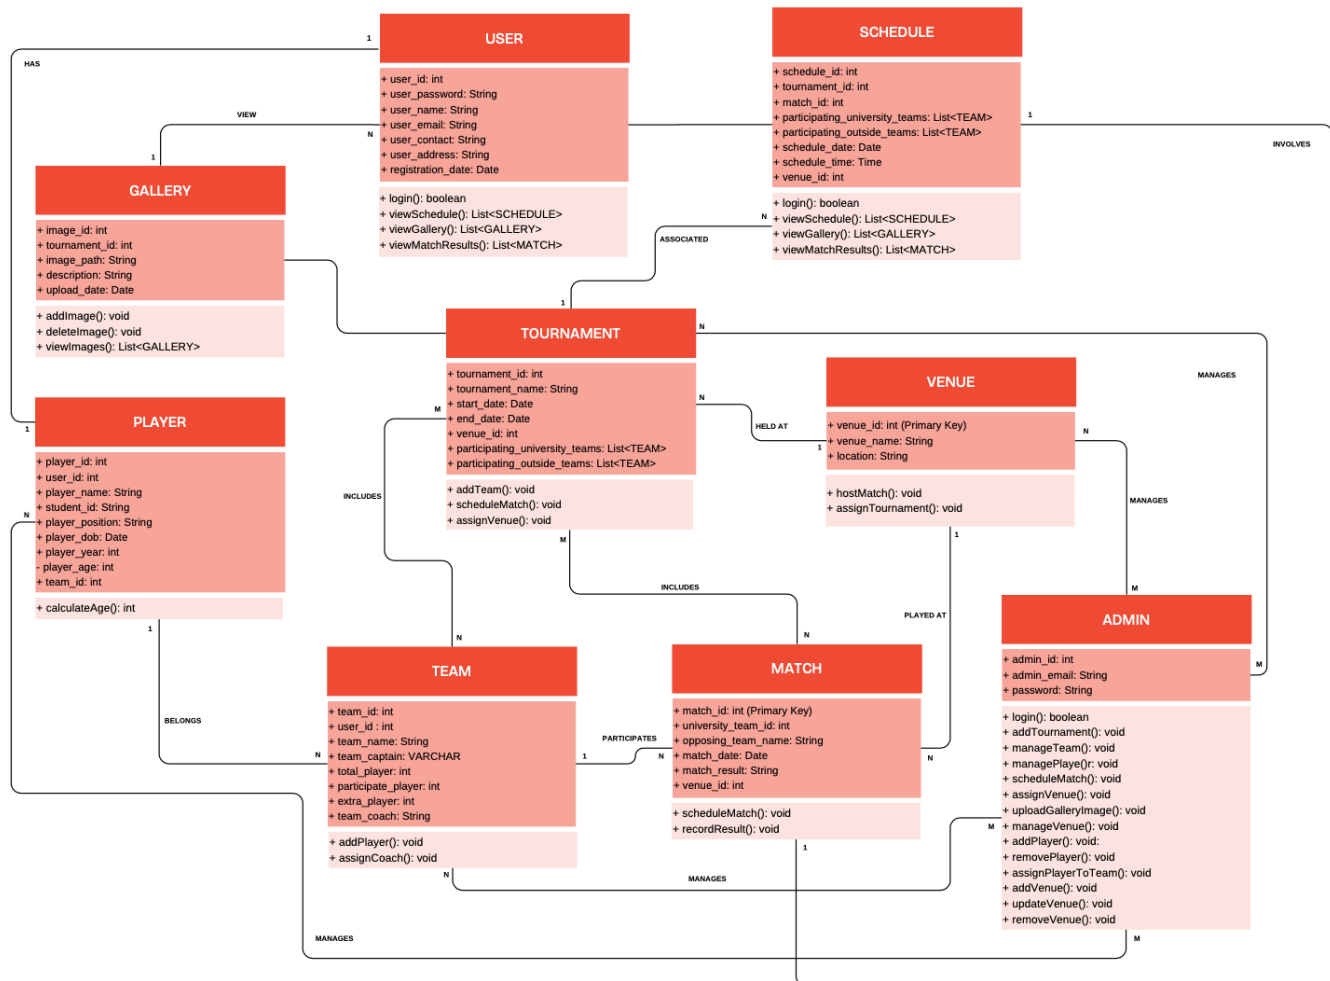 USER
+ user_id: int
+ user_password: String
+ user_name: String
+ user_email: String
+ user_contact: String
+ user_address: String
+ registration_date: Date
+ login(): boolean
+ viewSchedule(): List<SCHEDULE>
+ viewGallery(): List<GALLERY>
+ viewMatchResults(): List<MATCH>
1
HAS
VIEW
N
1
SCHEDULE
+ schedule_id: int
+ tournament_id: int
+ match_id: int
+ participating_university_teams: List<TEAM>
+ participating_outside_teams: List<TEAM>
+ schedule_date: Date
+ schedule_time: Time
+ venue_id: int
+ login(): boolean
+ viewSchedule(): List<SCHEDULE>
+ viewGallery(): List<GALLERY>
+ viewMatchResults(): List<MATCH>
1
INVOLVES
N
ASSOCIATED
1
GALLERY
+ image_id: int
+ tournament_id: int
+ image_path: String
+ description: String
+ upload_date: Date
+ addImage(): void
+ deleteImage(): void
+ viewImages(): List<GALLERY>
TOURNAMENT
+ tournament_id: int
+ tournament_name: String
+ start_date: Date
+ end_date: Date
+ venue_id: int
+ participating_university_teams: List<TEAM>
+ participating_outside_teams: List<TEAM>
+ addTeam(): void
+ scheduleMatch(): void
+ assignVenue(): void
N
MANAGES
N
HELD AT
1
M
INCLUDES
N
M
INCLUDES
N
VENUE
+ venue_id: int (Primary Key)
+ venue_name: String
+ location: String
+ hostMatch(): void
+ assignTournament(): void
N
MANAGES
M
1
PLAYED AT
N
PLAYER
+ player_id: int
+ user_id: int
+ player_name: String
+ student_id: String
+ player_position: String
+ player_dob: Date
+ player_year: int
- player_age: int
+ team_id: int
+ calculateAge(): int
1
N
1
BELONGS
N
TEAM
+ team_id: int
+ user_id : int
+ team_name: String
+ team_captain: VARCHAR
+ total_player: int
+ participate_player: int
+ extra_player: int
+ team_coach: String
+ addPlayer(): void
+ assignCoach(): void
1
PARTICIPATES
N
N
MANAGES
M
MATCH
+ match_id: int (Primary Key)
+ university_team_id: int
+ opposing_team_name: String
+ match_date: Date
+ match_result: String
+ venue_id: int
+ scheduleMatch(): void
+ recordResult(): void
1
ADMIN
+ admin_id: int
+ admin_email: String
+ password: String
+ login(): boolean
+ addTournament(): void
+ manageTeam(): void
+ managePlaye()r: void
+ scheduleMatch(): void
+ assignVenue(): void
+ uploadGalleryImage(): void
+ manageVenue(): void
+ addPlayer(): void:
+ removePlayer(): void
+ assignPlayerToTeam(): void
+ addVenue(): void
+ updateVenue(): void
+ removeVenue(): void
M
MANAGES
M